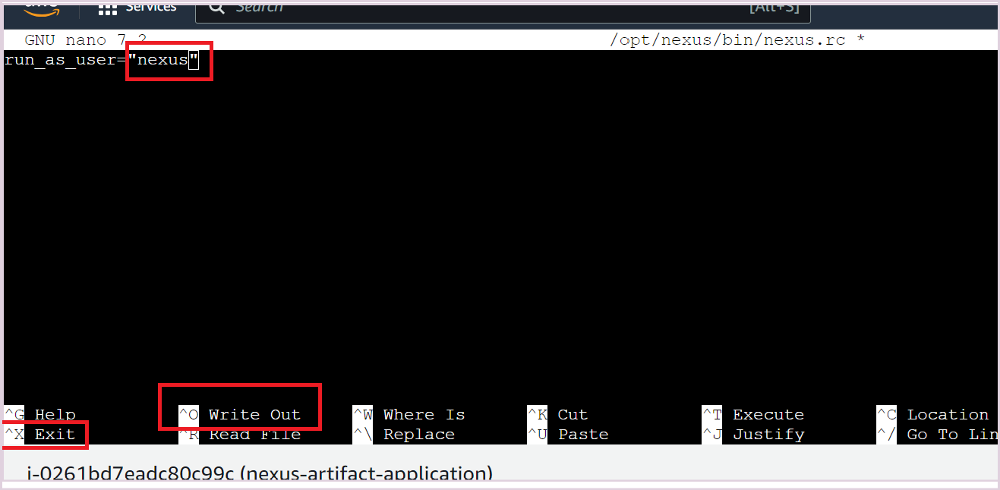 aws Services Search [Alt+S]
GNU nano 7.2 /opt/nexus/bin/nexus.rc *
run_as_user="nexus"
^G Help ^O Write Out ^W Where Is ^K Cut ^T Execute ^C Location
^X Exit ^R Read File ^\ Replace ^U Paste ^J Justify ^/ Go To Lin
i-0261bd7eadc80c99c (nexus-artifact-application)